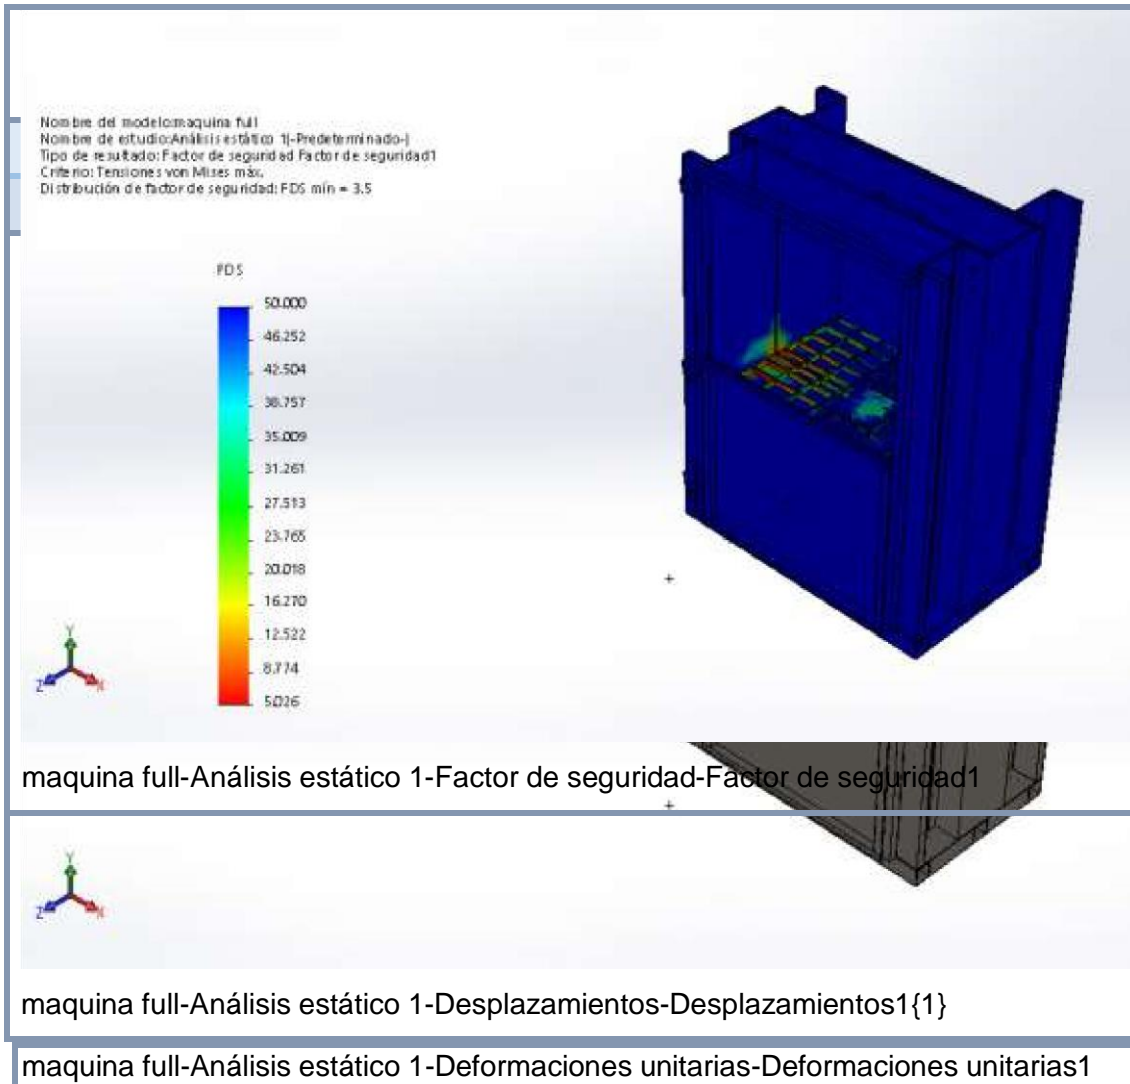 Nombre del modelo:maquina full
Nombre de estudio:Análisis estático 1(-Predeterminado-)
Tipo de resultado: Factor de seguridad Factor de seguridad1
Criterio: Tensiones von Mises máx.
Distribución de factor de seguridad: FDS mín = 3.5
FDS
50.000
46.252
42.504
38.757
35.009
31.261
27.513
23.765
20.018
16.270
12.522
8.774
5.026
Y
Z
X
maquina full-Análisis estático 1-Factor de seguridad-Factor de seguridad1
Y
Z
X
maquina full-Análisis estático 1-Desplazamientos-Desplazamientos1{1}
maquina full-Análisis estático 1-Deformaciones unitarias-Deformaciones unitarias1